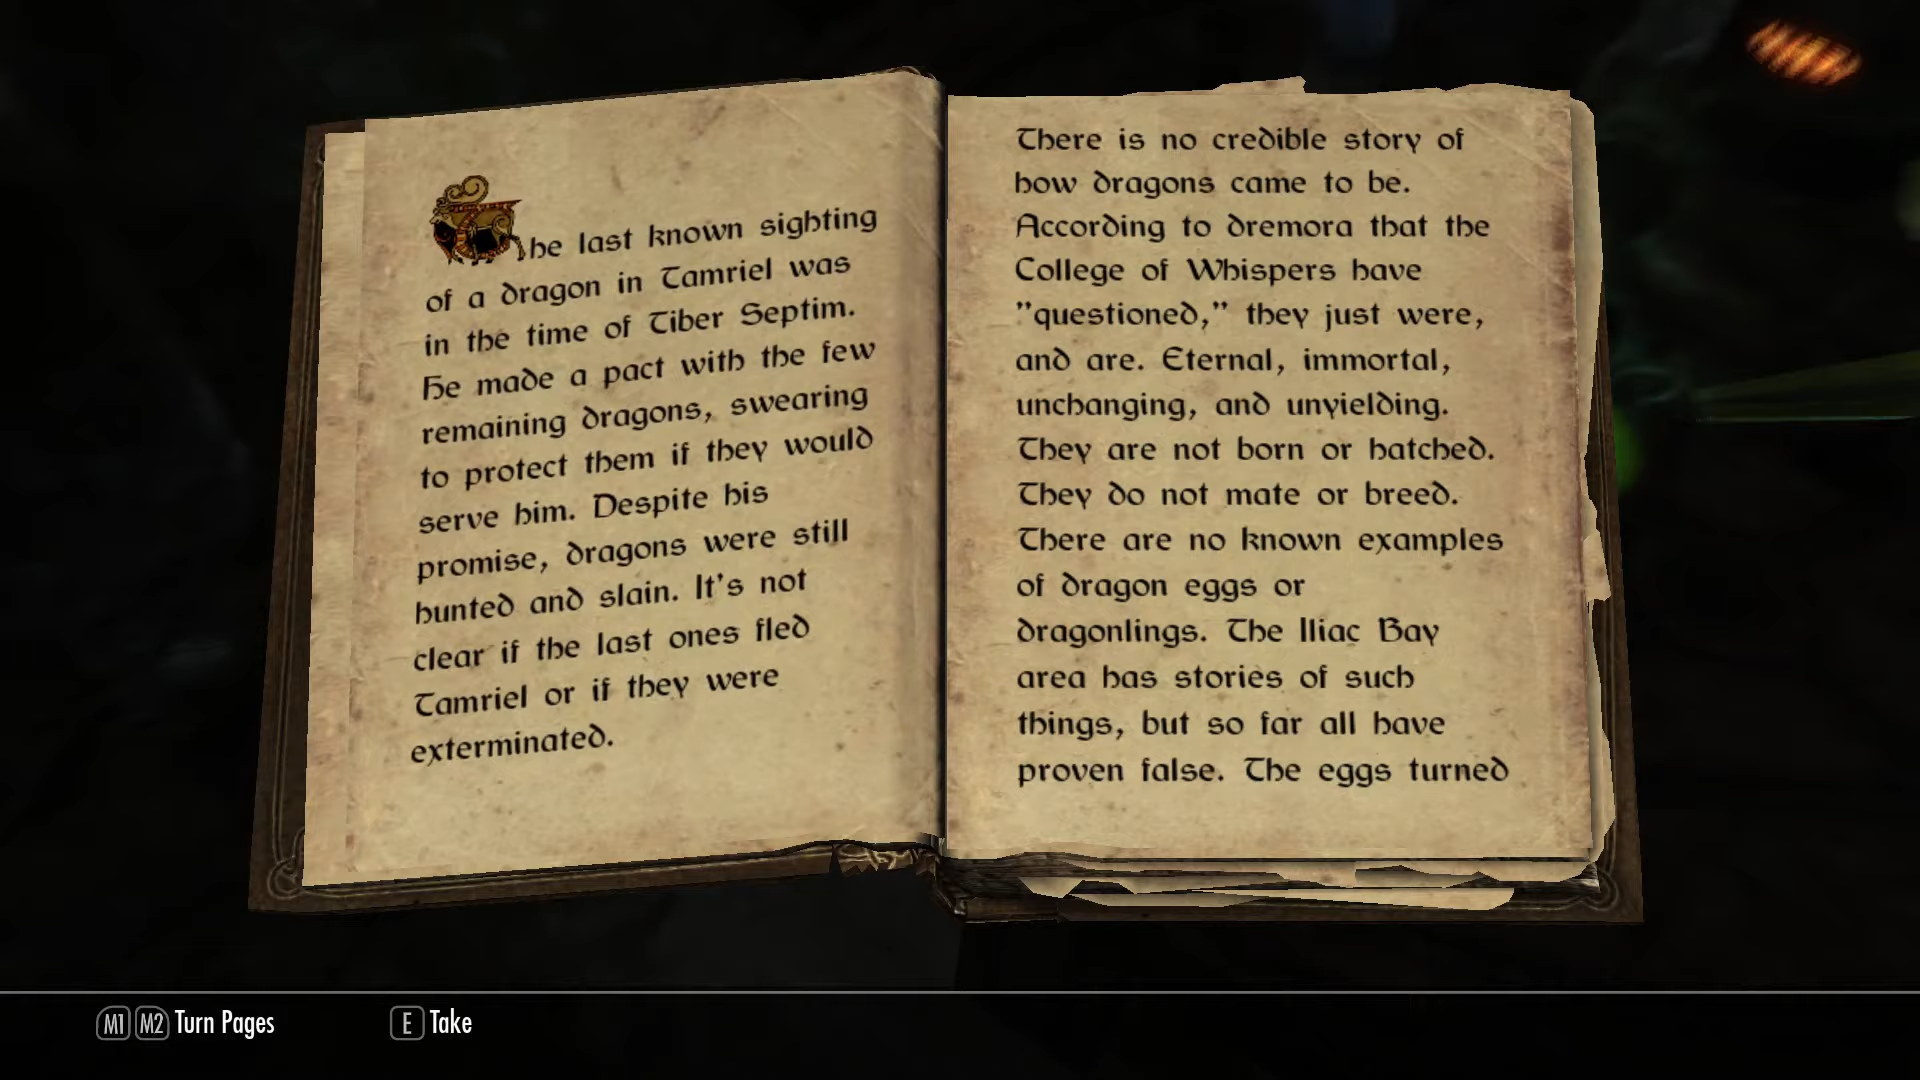 The last known sighting
of a dragon in Tamriel was
in the time of Tiber Septim.
He made a pact with the few
remaining dragons, swearing
to protect them if they would
serve him. Despite his
promise, dragons were still
hunted and slain. It's not
clear if the last ones fled
Tamriel or if they were
exterminated.
There is no credible story of
how dragons came to be.
According to dremora that the
College of Whispers have
"questioned," they just were,
and are. Eternal, immortal,
unchanging, and unyielding.
They are not born or hatched.
They do not mate or breed.
There are no known examples
of dragon eggs or
dragonlings. The Iliac Bay
area has stories of such
things, but so far all have
proven false. The eggs turned
M1 M2 Turn Pages
E Take